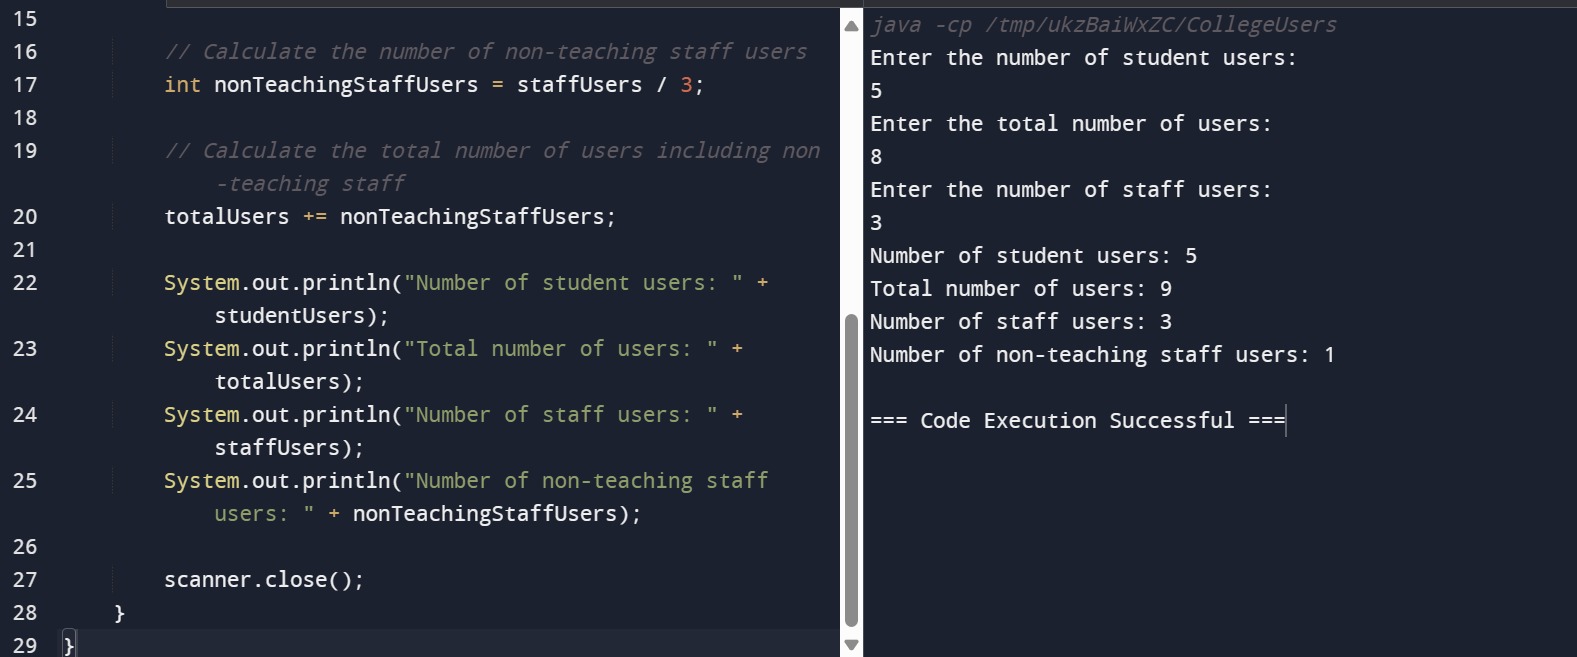 15
16 // Calculate the number of non-teaching staff users
17 int nonTeachingStaffUsers = staffUsers / 3;
18
19 // Calculate the total number of users including non
-teaching staff
20 totalUsers += nonTeachingStaffUsers;
21
22 System.out.println("Number of student users: " +
studentUsers);
23 System.out.println("Total number of users: " +
totalUsers);
24 System.out.println("Number of staff users: " +
staffUsers);
25 System.out.println("Number of non-teaching staff
users: " + nonTeachingStaffUsers);
26
27 scanner.close();
28 }
29 }
java -cp /tmp/ukzBaiWxZC/CollegeUsers
Enter the number of student users:
5
Enter the total number of users:
8
Enter the number of staff users:
3
Number of student users: 5
Total number of users: 9
Number of staff users: 3
Number of non-teaching staff users: 1
=== Code Execution Successful ===